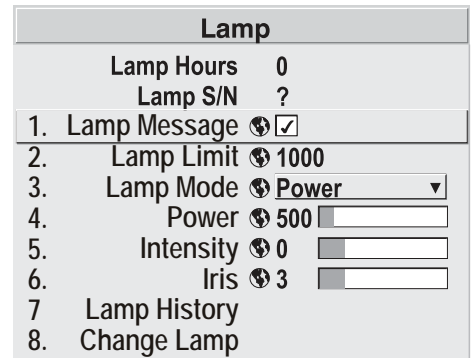 Lamp
Lamp Hours 0
Lamp S/N ?
1. Lamp Message
2. Lamp Limit 1000
3. Lamp Mode Power
4. Power 500
5. Intensity 0
6. Iris 3
7 Lamp History
8. Change Lamp